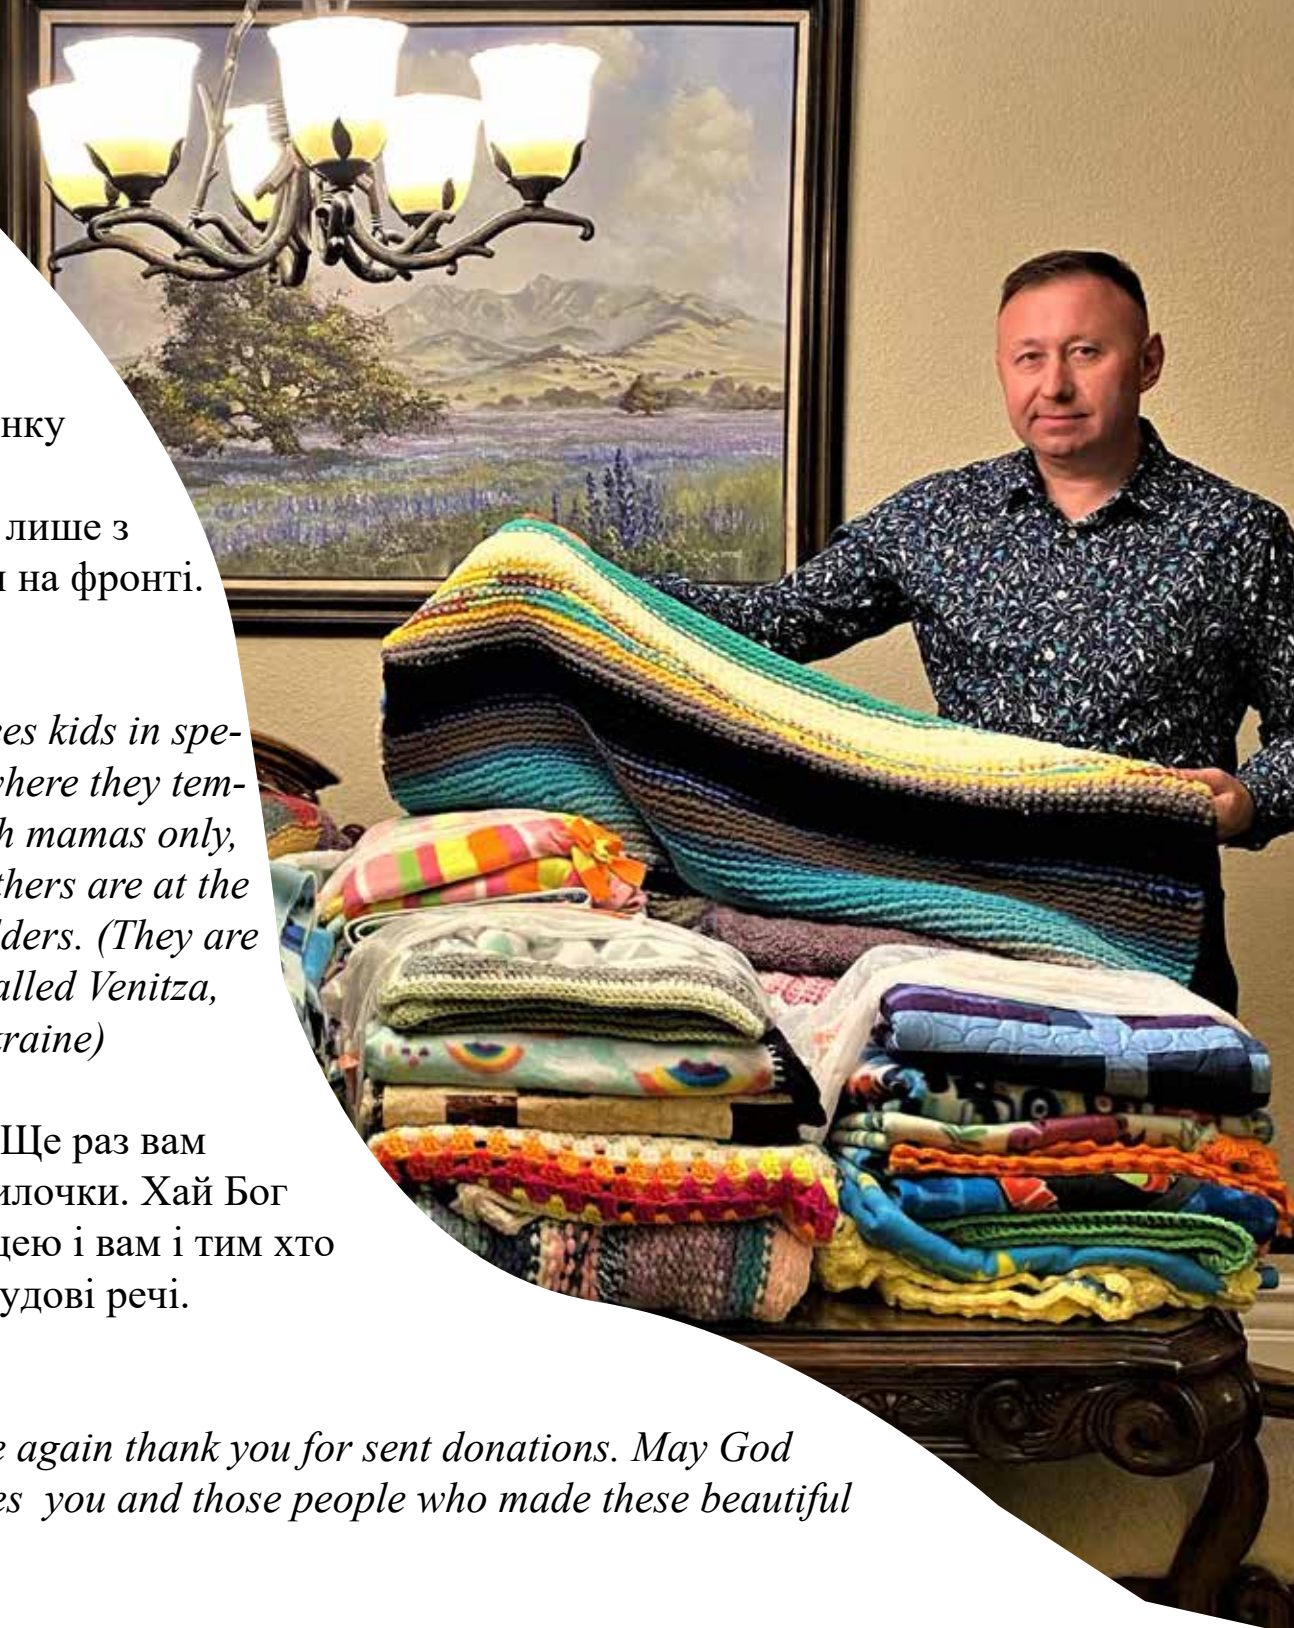 нку
лише з
на фронті.
es kids in spe-
here they tem-
h mamas only,
thers are at the
ders. (They are
alled Venitza,
raine)
Ще раз вам
илочки. Хай Бог
цею і вам і тим хто
удові речі.
e again thank you for sent donations. May God
es you and those people who made these beautiful